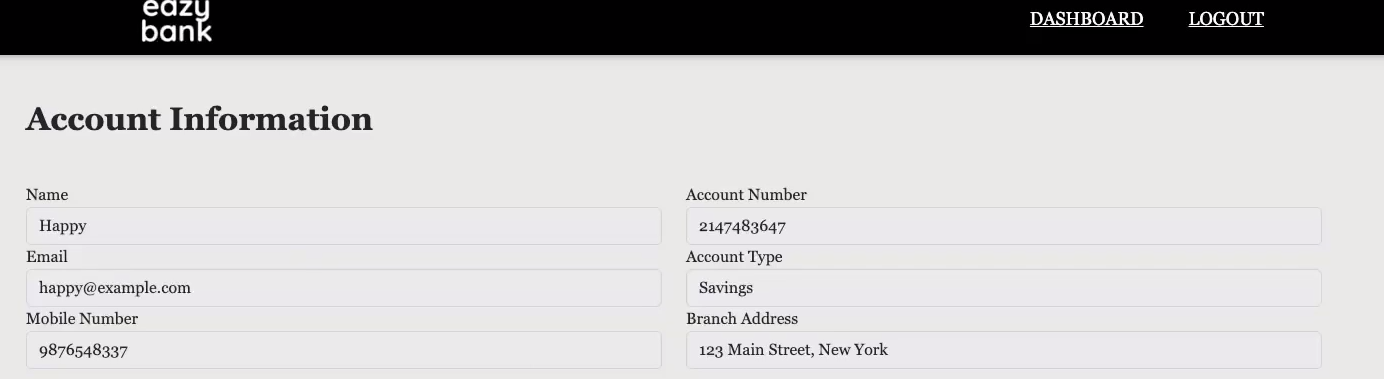 eazy
bank
DASHBOARD LOGOUT
Account Information
Name
Happy
Account Number
2147483647
Email
happy@example.com
Account Type
Savings
Mobile Number
9876548337
Branch Address
123 Main Street, New York